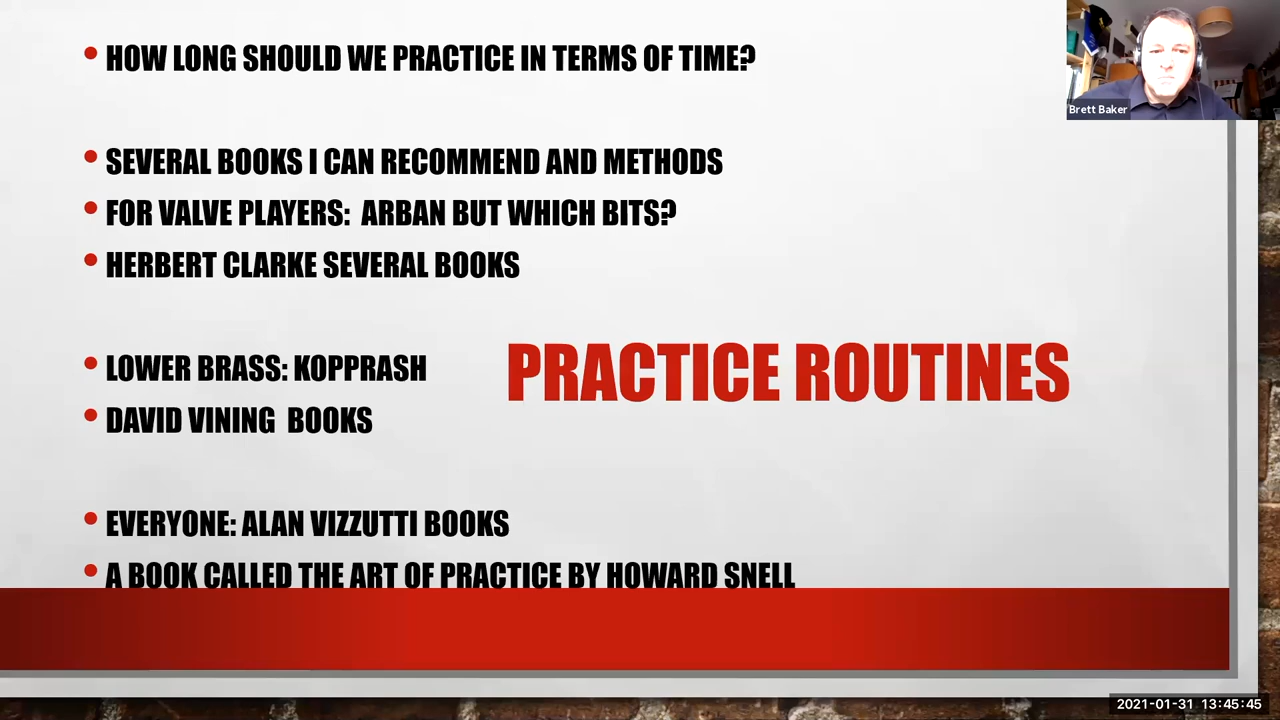 HOW LONG SHOULD WE PRACTICE IN TERMS OF TIME?
SEVERAL BOOKS I CAN RECOMMEND AND METHODS
FOR VALVE PLAYERS: ARBAN BUT WHICH BITS?
HERBERT CLARKE SEVERAL BOOKS
LOWER BRASS: KOPPRASH
DAVID VINING BOOKS
EVERYONE: ALAN VIZZUTTI BOOKS
A BOOK CALLED THE ART OF PRACTICE BY HOWARD SNELL
PRACTICE ROUTINES
Brett Baker
2021-01-31 13:45:45